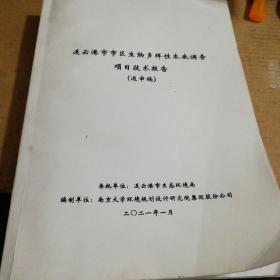 连云港市市区生物多样性本底调查
项目技术报告
(送审稿)
委托单位：连云港市生态环境局
编制单位：南京大学环境规划设计研究院集团股份公司
二〇二一年一月